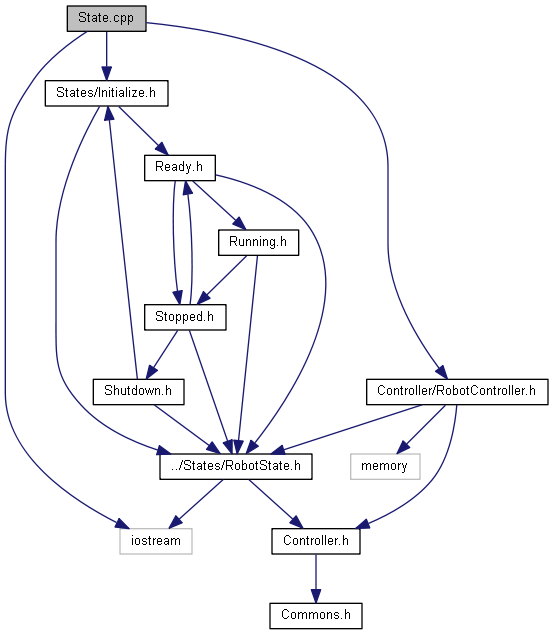 State.cpp
States/Initialize.h
Ready.h
Running.h
Stopped.h
Shutdown.h
Controller/RobotController.h
../States/RobotState.h
memory
iostream
Controller.h
Commons.h